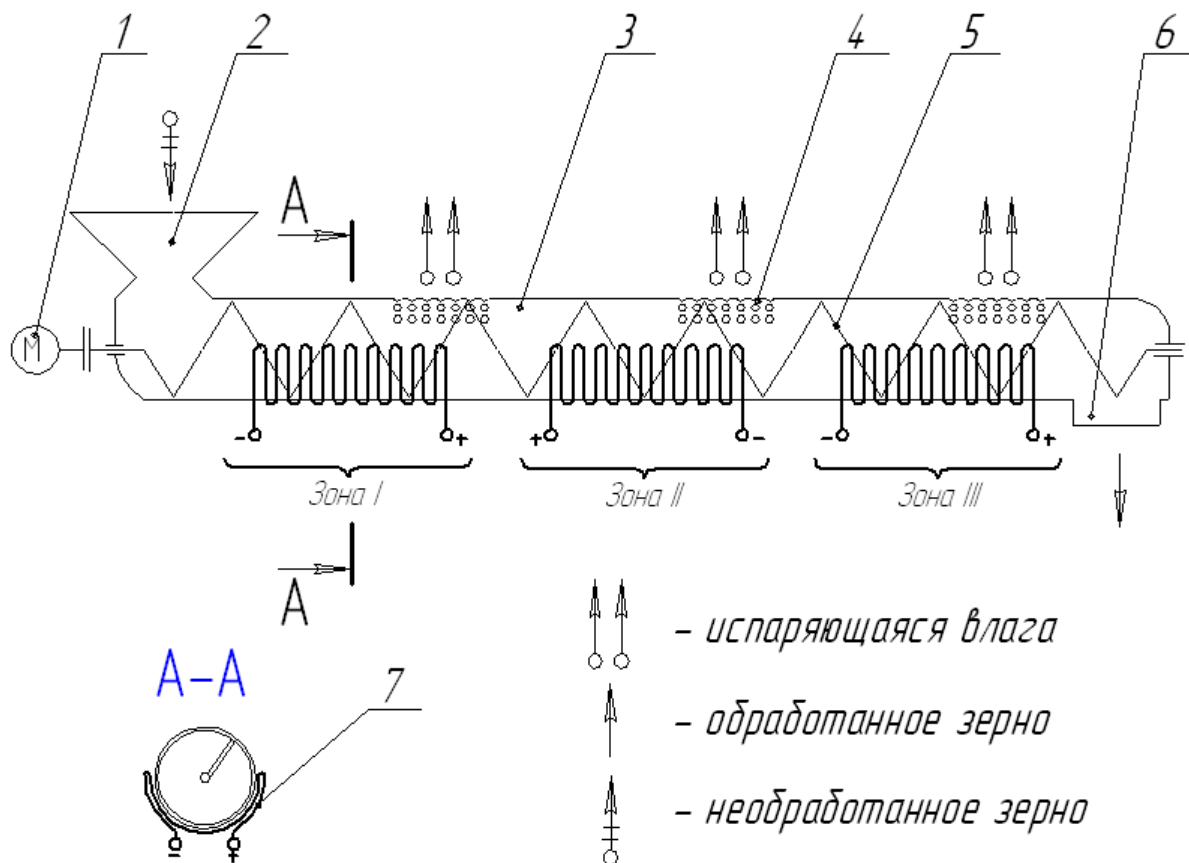 1 2 3 4 5 6
А
М
- + + - - +
Зона I Зона II Зона III
А
А-А
7
- +
- испаряющаяся влага
- обработанное зерно
- необработанное зерно